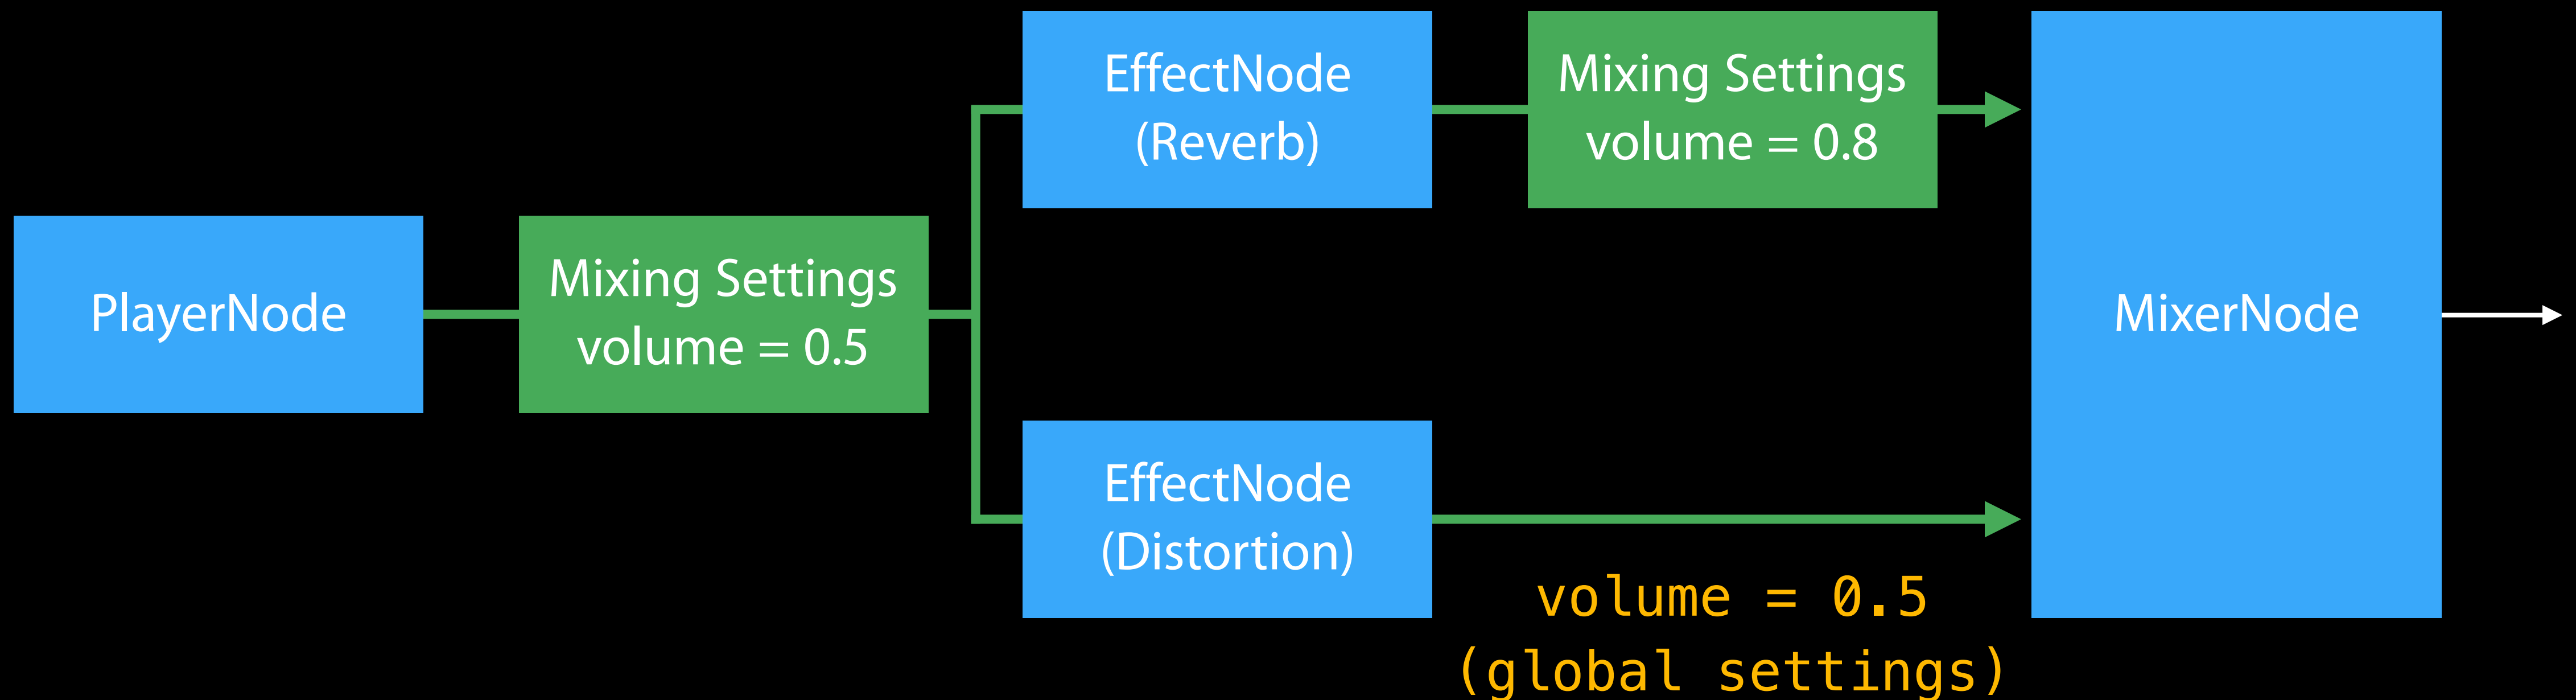 PlayerNode
Mixing Settings
volume = 0.5
EffectNode
(Reverb)
Mixing Settings
volume = 0.8
EffectNode
(Distortion)
volume = 0.5
(global settings)
MixerNode